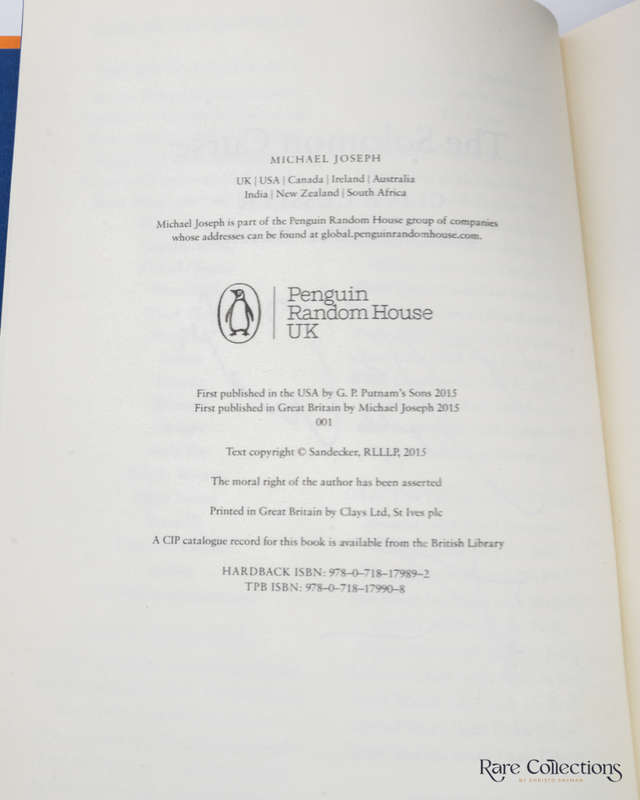 The Solomon Curse
MICHAEL JOSEPH
UK | USA | Canada | Ireland | Australia
India | New Zealand | South Africa
Michael Joseph is part of the Penguin Random House group of companies
whose addresses can be found at global.penguinrandomhouse.com.
Penguin
Random House
UK
First published in the USA by G. P. Putnam's Sons 2015
First published in Great Britain by Michael Joseph 2015
001
Text copyright © Sandecker, RLLLP, 2015
The moral right of the author has been asserted
Printed in Great Britain by Clays Ltd, St Ives plc
A CIP catalogue record for this book is available from the British Library
HARDBACK ISBN: 978–0–718–17989–2
TPB ISBN: 978–0–718–17990–8
Rare Collections